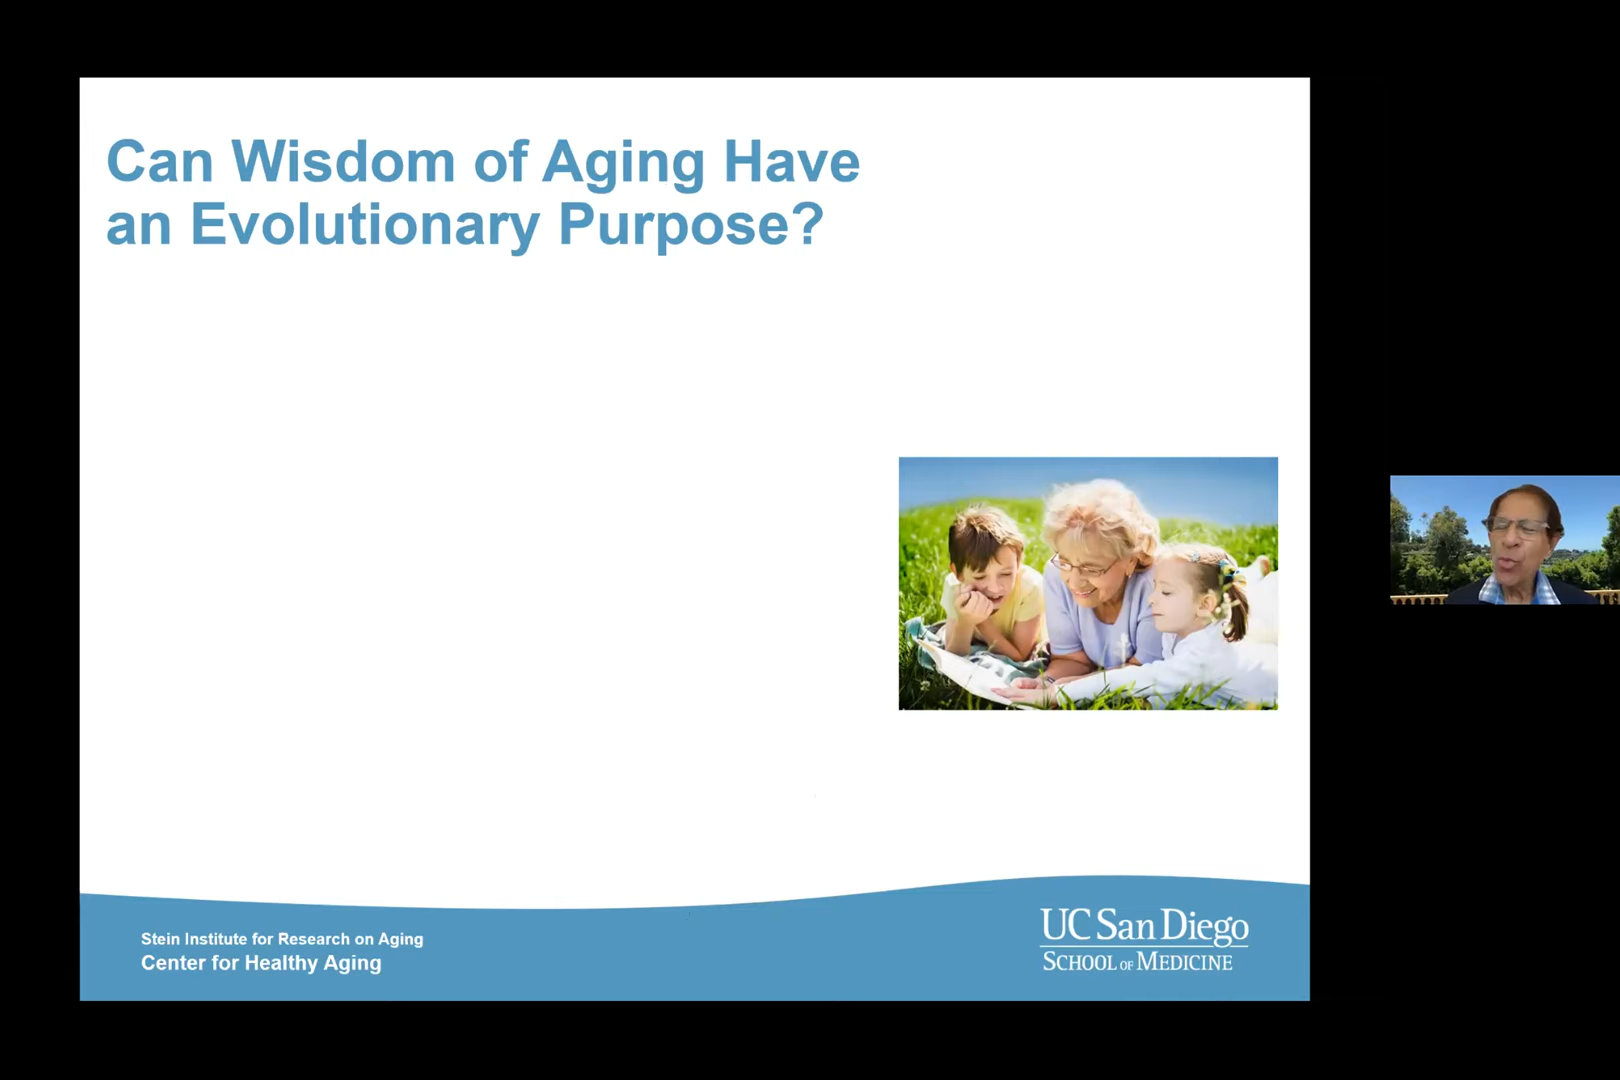 Can Wisdom of Aging Have
an Evolutionary Purpose?
Stein Institute for Research on Aging
Center for Healthy Aging
UC San Diego
SCHOOL OF MEDICINE